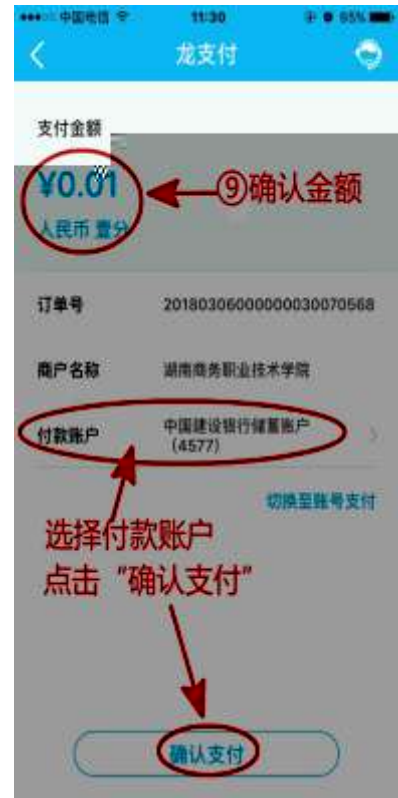 中国电信 11:30 65%
龙支付
支付金额
¥0.01
⑨确认金额
人民币 壹分
订单号 20180306000000030070568
商户名称 湖南商务职业技术学院
付款账户 中国建设银行储蓄账户
(4577)
切换至账号支付
选择付款账户
点击“确认支付”
确认支付